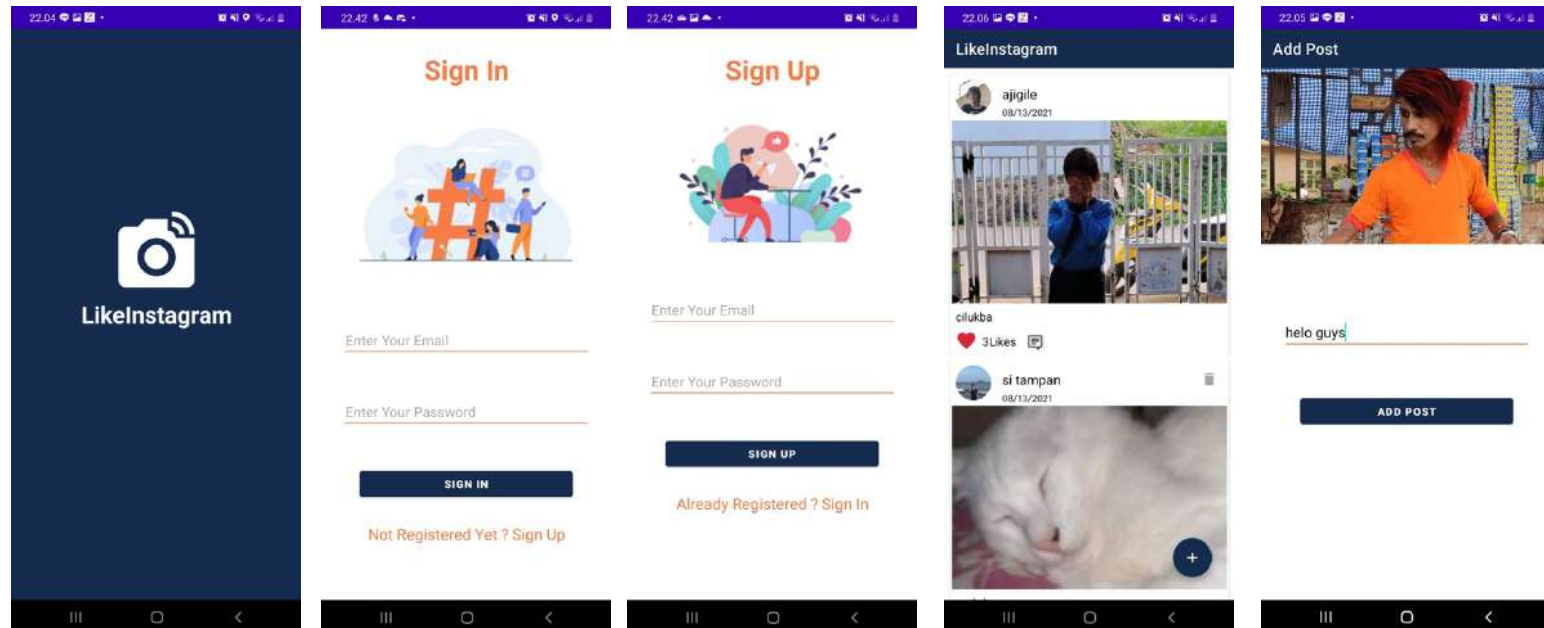 22.04
LikeInstagram
22.42
Sign In
Enter Your Email
Enter Your Password
SIGN IN
Not Registered Yet ? Sign Up
22.42
Sign Up
Enter Your Email
Enter Your Password
SIGN UP
Already Registered ? Sign In
22.06
LikeInstagram
ajigile
08/13/2021
cilukba
3Likes
si tampan
08/13/2021
22.05
Add Post
helo guys
ADD POST